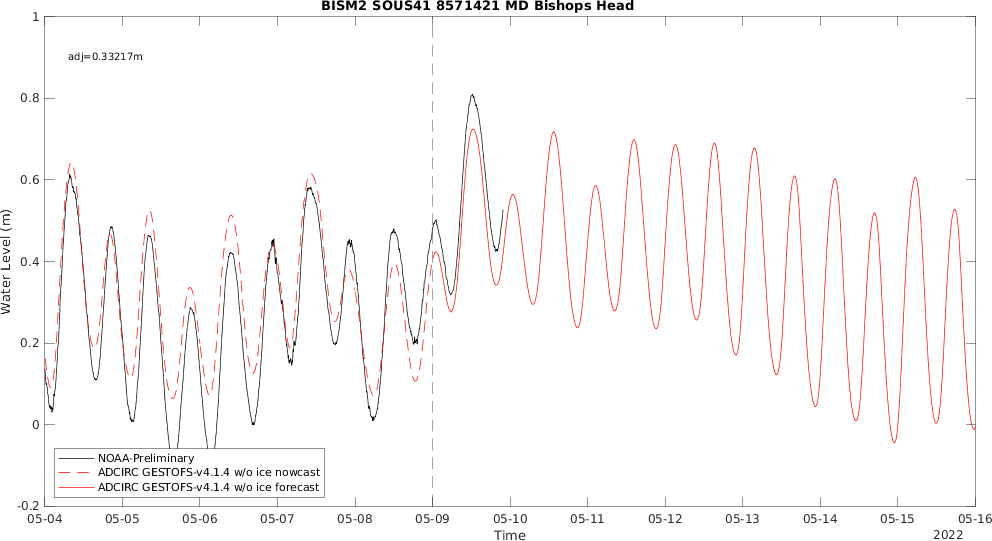 BISM2 SOUS41 8571421 MD Bishops Head
adj=0.33217m
Water Level (m)
1
0.8
0.6
0.4
0.2
0
-0.2
NOAA-Preliminary
ADCIRC GESTOFS-v4.1.4 w/o ice nowcast
ADCIRC GESTOFS-v4.1.4 w/o ice forecast
05-04 05-05 05-06 05-07 05-08 05-09 05-10 05-11 05-12 05-13 05-14 05-15 05-16
Time
2022